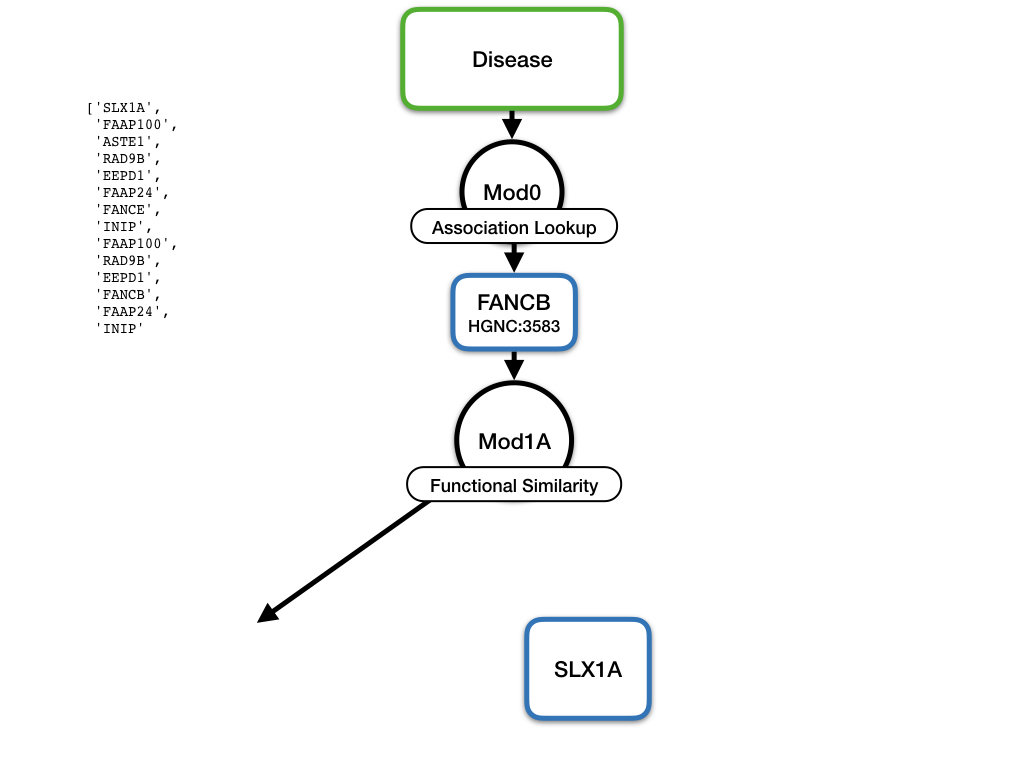 Disease
['SLX1A',
'FAAP100',
'ASTE1',
'RAD9B',
'EEPD1',
'FAAP24',
'FANCE',
'INIP',
'FAAP100',
'RAD9B',
'EEPD1',
'FANCB',
'FAAP24',
'INIP'
Mod0
Association Lookup
FANCB
HGNC:3583
Mod1A
Functional Similarity
SLX1A